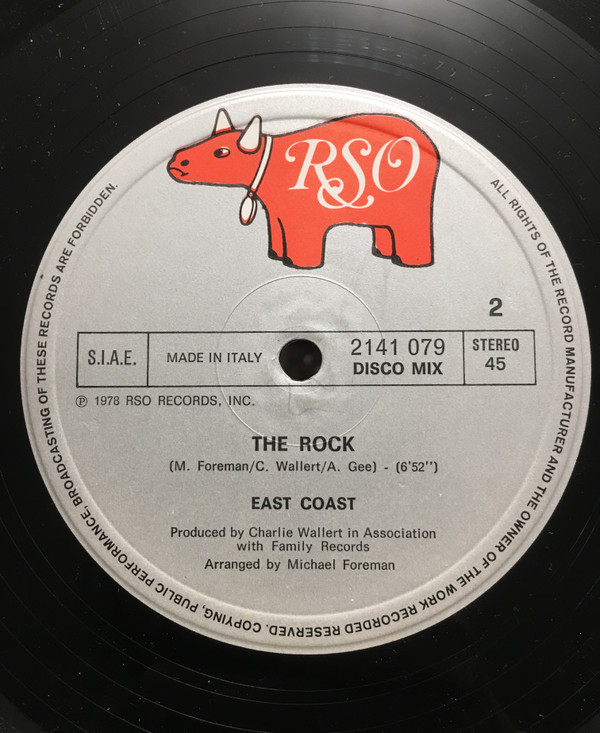 RSO
2
S.I.A.E.
MADE IN ITALY
2141 079
DISCO MIX
STEREO
45
℗ 1978 RSO RECORDS, INC.
THE ROCK
(M. Foreman/C. Wallert/A. Gee) - (6'52'')
EAST COAST
Produced by Charlie Wallert in Association
with Family Records
Arranged by Michael Foreman
ALL RIGHTS OF THE RECORD MANUFACTURER AND THE OWNER OF THE WORK RECORDED RESERVED. COPYING, PUBLIC PERFORMANCE, BROADCASTING OF THESE RECORDS ARE FORBIDDEN.